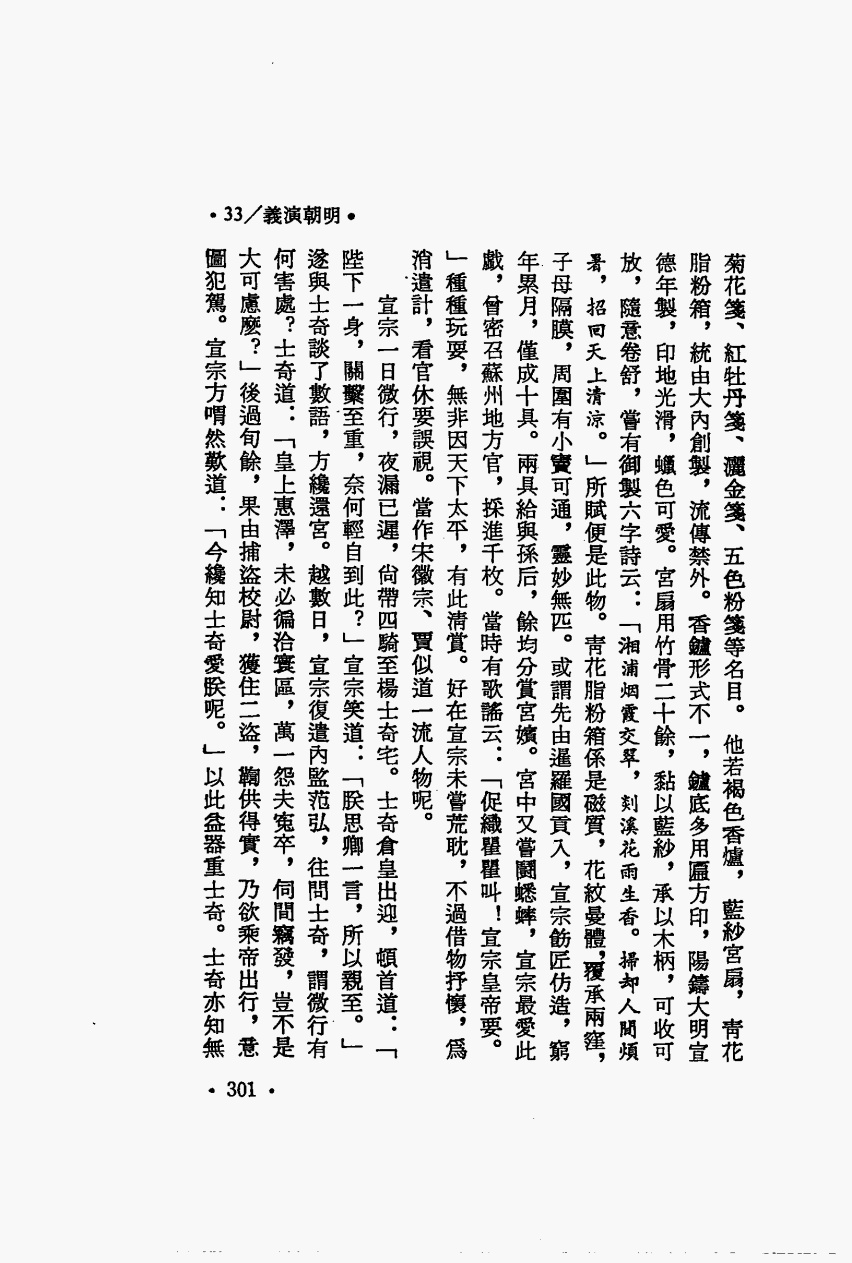 •33／義演朝明•
菊花箋、紅牡丹箋、灑金箋、五色粉箋等名目。他若褐色香爐，藍紗宮扇，青花
脂粉箱，統由大內創製，流傳禁外。香鑪形式不一，鑪底多用匾方印，陽鑄大明宣
德年製，印地光滑，蠟色可愛。宮扇用竹骨二十餘，黏以藍紗，承以木柄，可收可
放，隨意卷舒，嘗有御製六字詩云：「湘浦烟霞交翠，剡溪花雨生香。掃却人間煩
暑，招回天上清涼。」所賦便是此物。青花脂粉箱係是磁質，花紋曼體，覆承兩窪，
子母隔膜，周圍有小竇可通，靈妙無匹。或謂先由暹羅國貢入，宣宗飭匠仿造，窮
年累月，僅成十具。兩具給與孫后，餘均分賞宮嬪。宮中又嘗鬭蟋蟀，宣宗最愛此
戲，曾密召蘇州地方官，採進千枚。當時有歌謠云：「促織瞿瞿叫！宣宗皇帝要。
」種種玩耍，無非因天下太平，有此清賞。好在宣宗未嘗荒耽，不過借物抒懷，爲
消遣計，看官休要誤視。當作宋徽宗、賈似道一流人物呢。
宣宗一日微行，夜漏已遲，尙帶四騎至楊士奇宅。士奇倉皇出迎，頓首道：「
陛下一身，關繫至重，奈何輕自到此？」宣宗笑道：「朕思卿一言，所以親至。」
遂與士奇談了數語，方纔還宮。越數日，宣宗復遣內監范弘，往問士奇，謂微行有
何害處？士奇道：「皇上惠澤，未必徧洽寰區，萬一怨夫寃卒，伺間竊發，豈不是
大可慮麽？」後過旬餘，果由捕盜校尉，獲住二盜，鞫供得實，乃欲乘帝出行，意
圖犯駕。宣宗方喟然歎道：「今纔知士奇愛朕呢。」以此益器重士奇。士奇亦知無
•301•